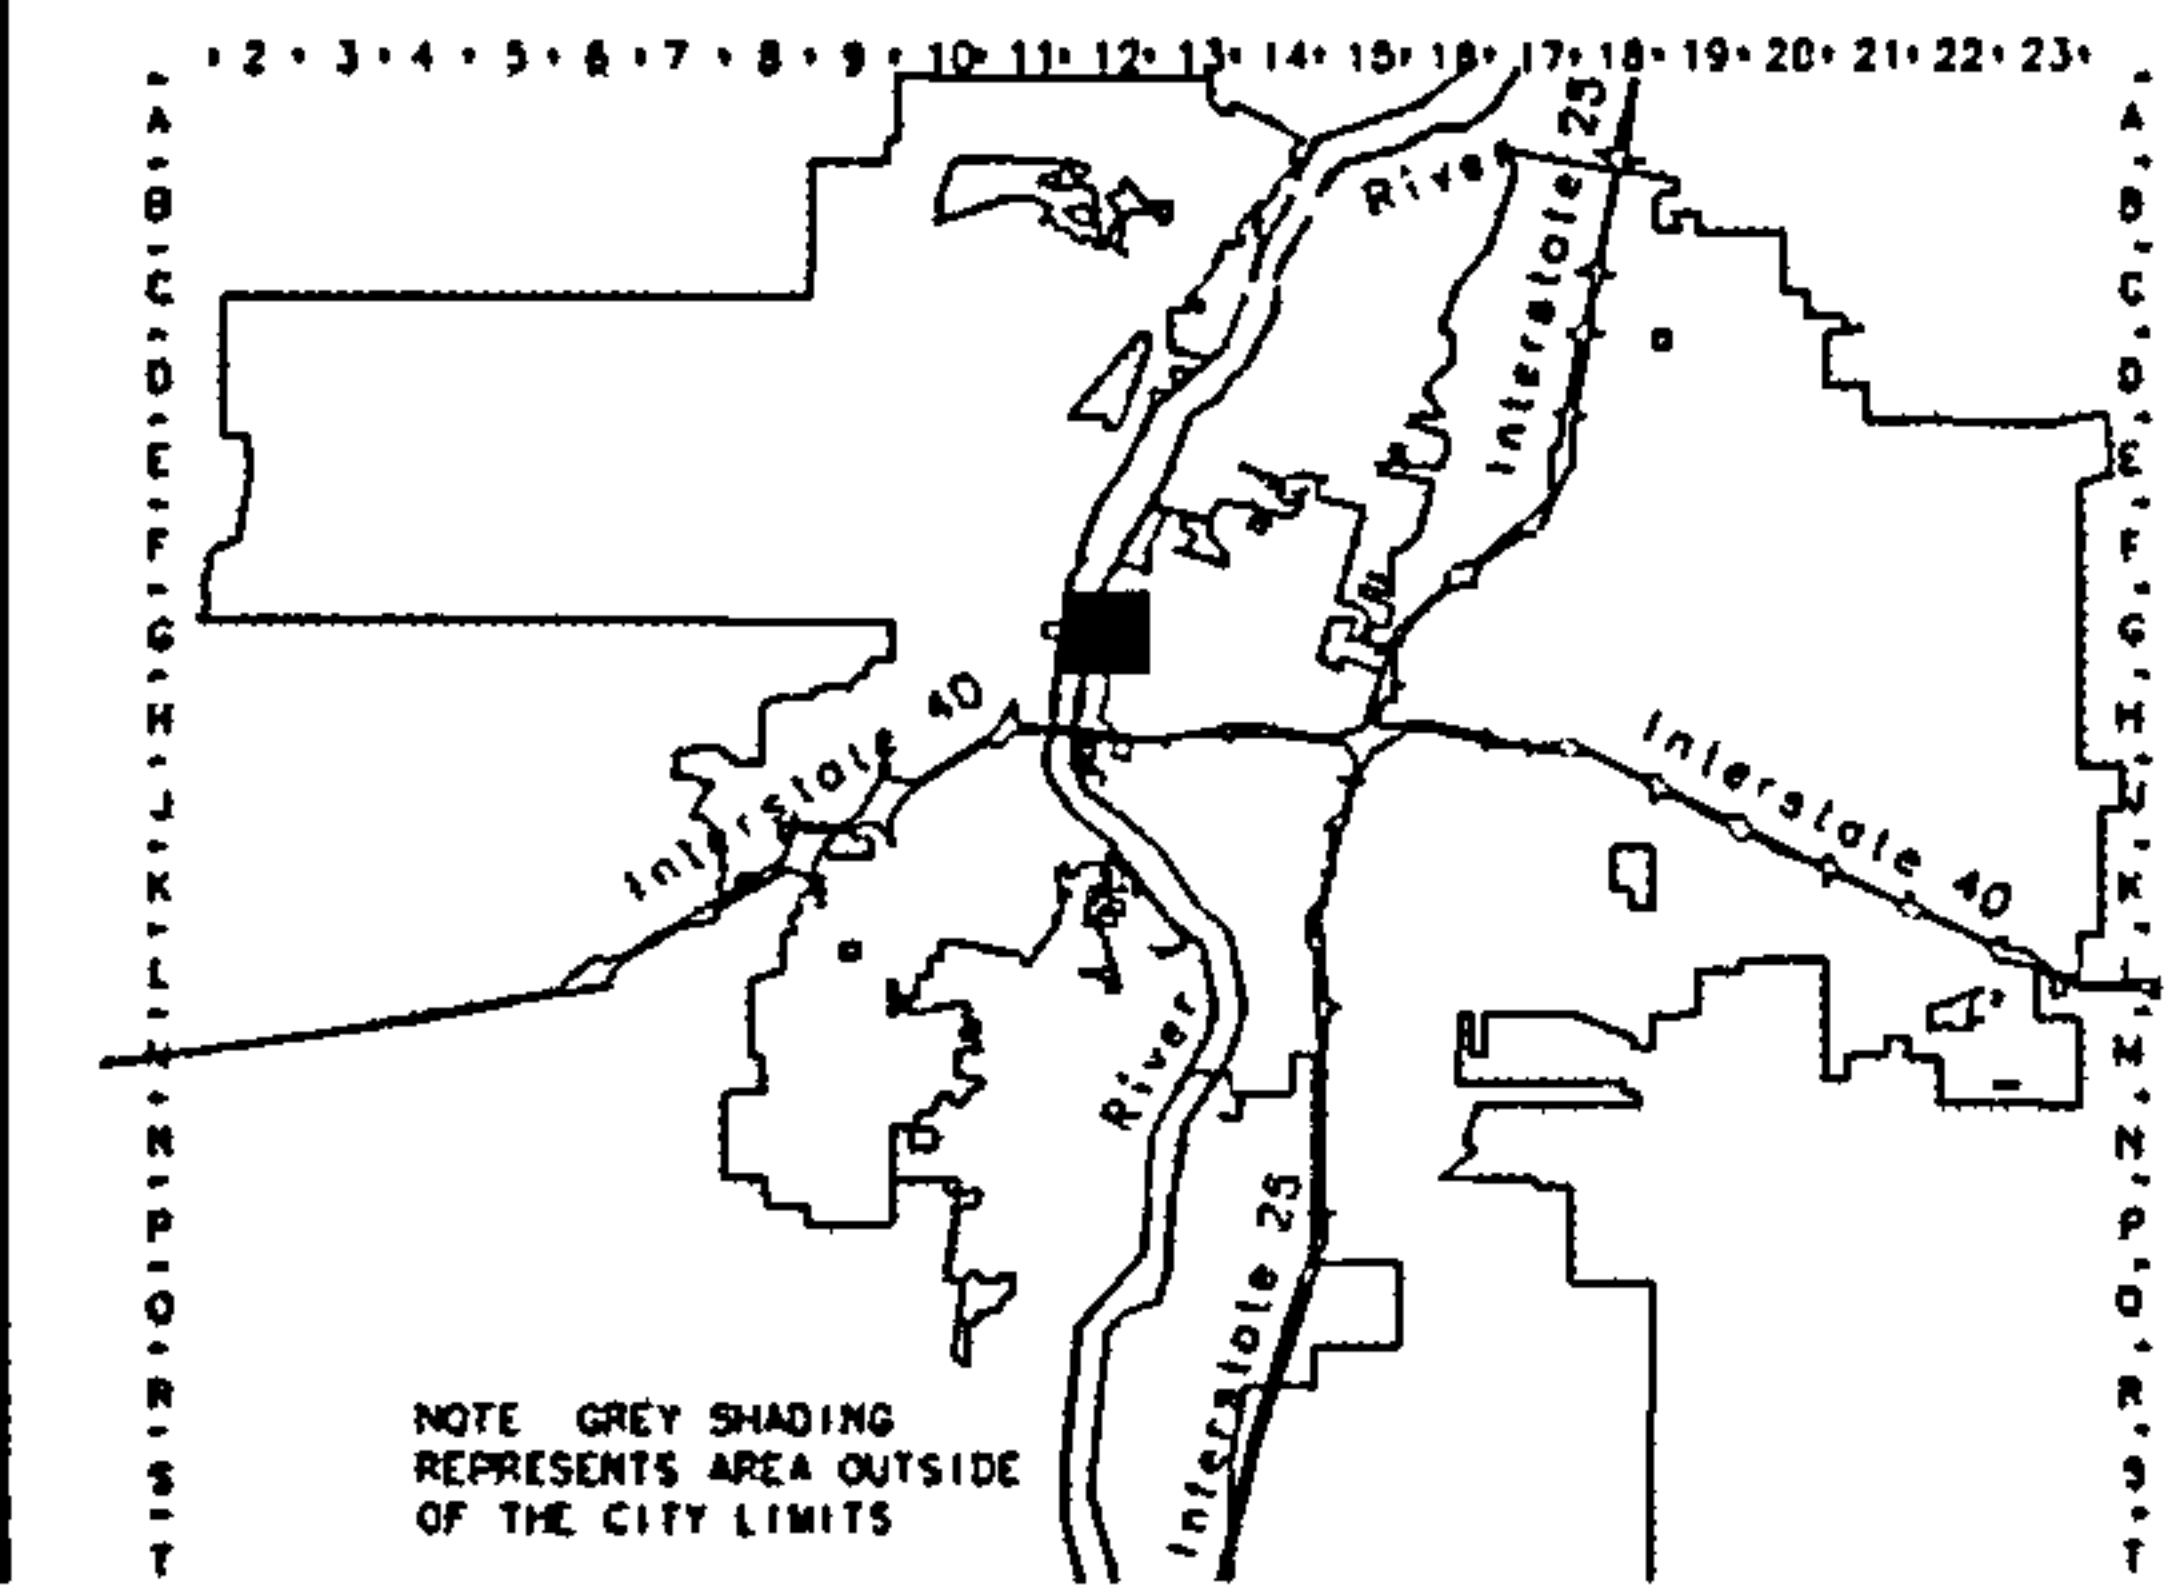 2 3 4 5 6 7 8 9 10 11 12 13 14 15 16 17 18 19 20 21 22 23
A A
B B
C C
D D
E E
F F
G G
H H
J J
K K
L L
M M
N N
P P
Q Q
R R
S S
T T
River
Interstate 25
Interstate 40
Interstate 40
River
Interstate 25
NOTE GREY SHADING
REPRESENTS AREA OUTSIDE
OF THE CITY LIMITS